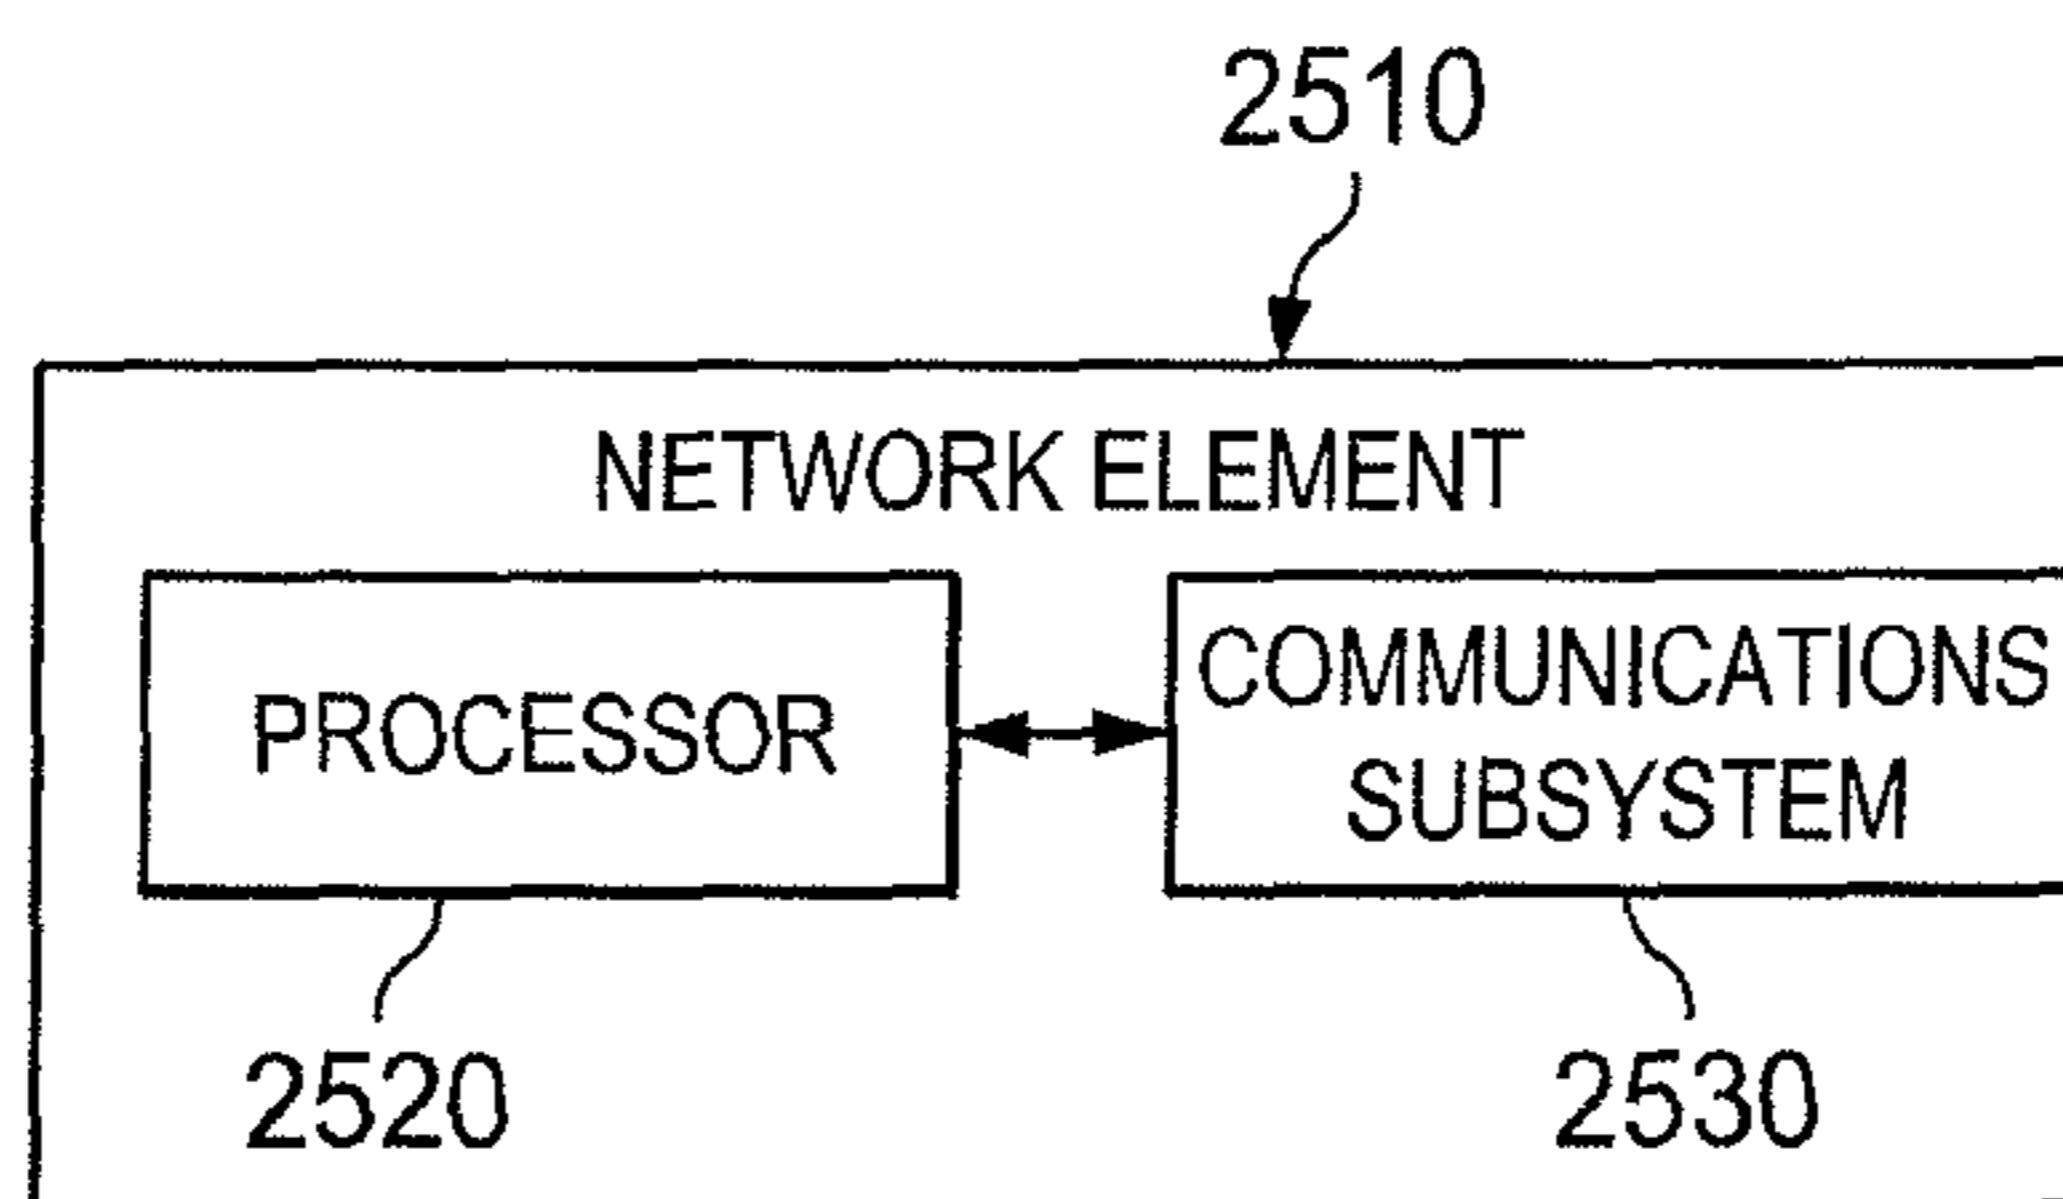 2510
NETWORK ELEMENT
PROCESSOR
COMMUNICATIONS
SUBSYSTEM
2520
2530